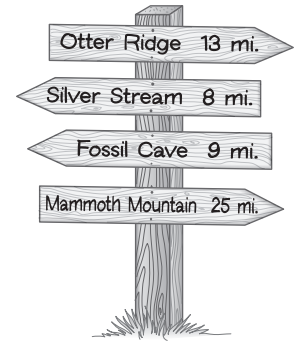 Otter Ridge 13 mi.
Silver Stream 8 mi.
Fossil Cave 9 mi.
Mammoth Mountain 25 mi.